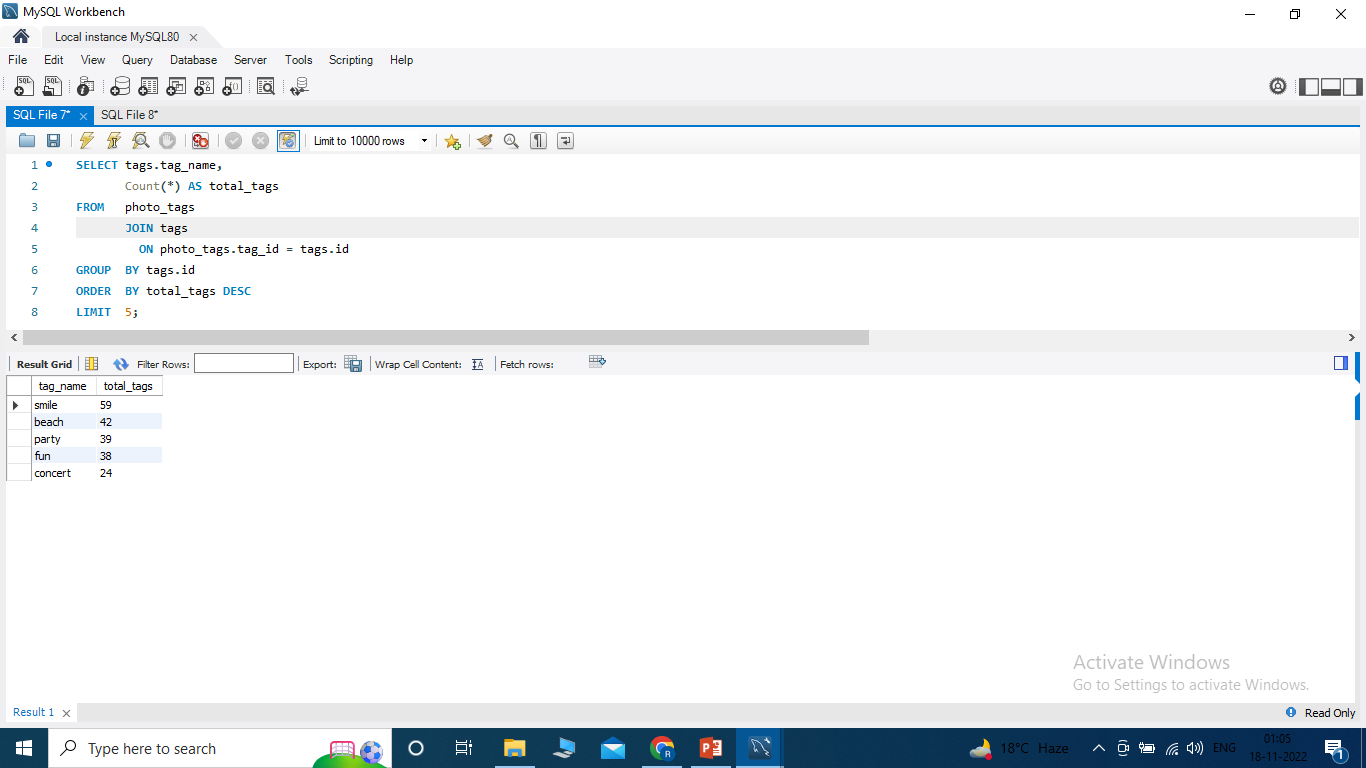 MySQL Workbench
Local instance MySQL80
File Edit View Query Database Server Tools Scripting Help
SQL File 7* SQL File 8*
Limit to 10000 rows
1 SELECT tags.tag_name,
2 Count(*) AS total_tags
3 FROM photo_tags
4 JOIN tags
5 ON photo_tags.tag_id = tags.id
6 GROUP BY tags.id
7 ORDER BY total_tags DESC
8 LIMIT 5;
Result Grid Filter Rows: Export: Wrap Cell Content: Fetch rows:
tag_name total_tags
smile 59
beach 42
party 39
fun 38
concert 24
Activate Windows
Go to Settings to activate Windows.
Result 1 Read Only
Type here to search 18°C Haze ENG 01:05
18-11-2022 1